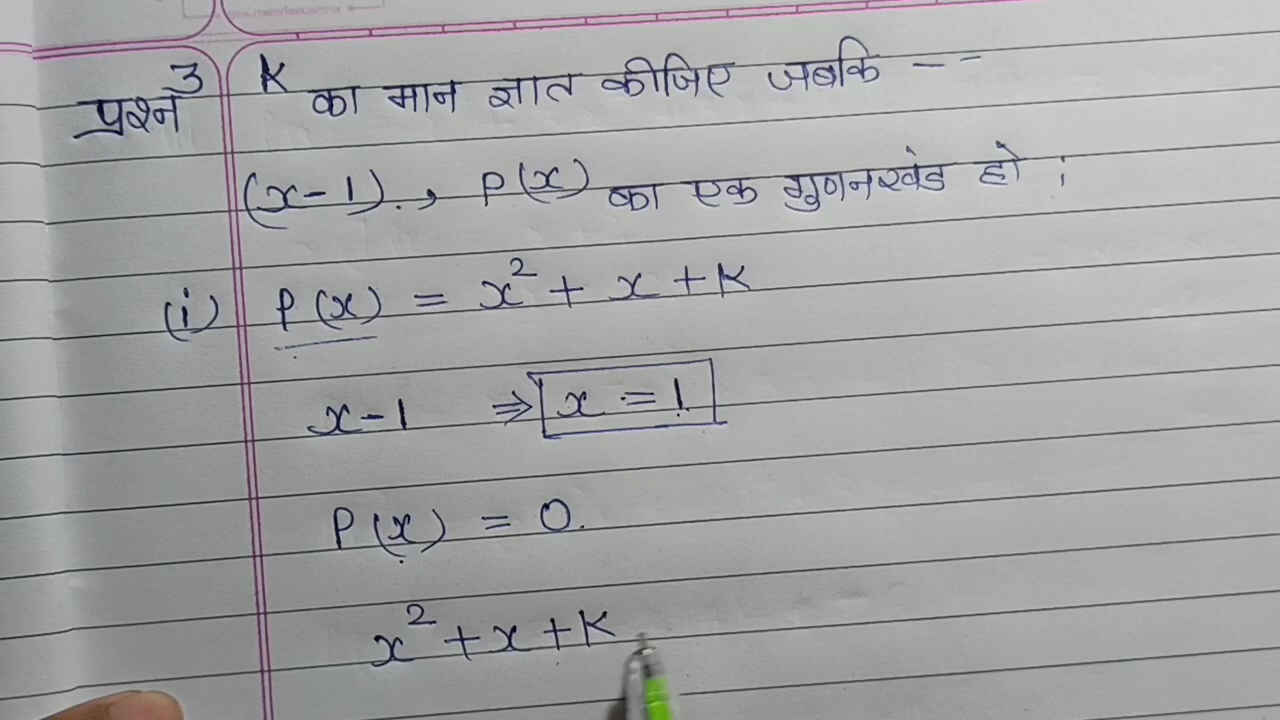 प्रश्न 3 K का मान ज्ञात कीजिए जबकि --
(x-1)., P(x) का एक गुणनखंड हो ;
(i) P(x) = x² + x + K
x-1 ⇒ x = 1
P(x) = 0.
x² + x + K